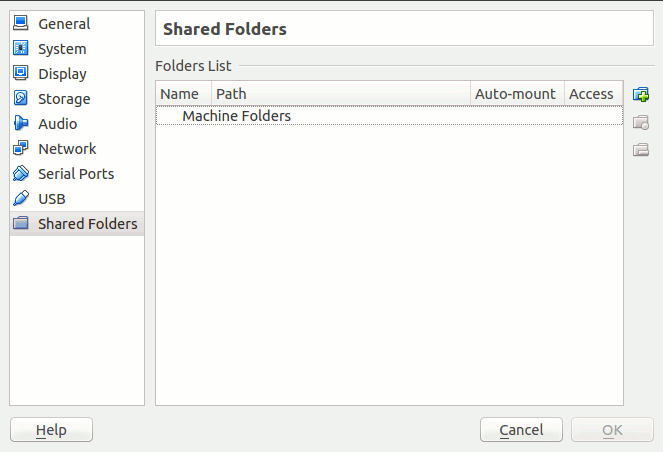 General
System
Display
Storage
Audio
Network
Serial Ports
USB
Shared Folders
Shared Folders
Folders List
Name Path Auto-mount Access
Machine Folders
Help Cancel OK